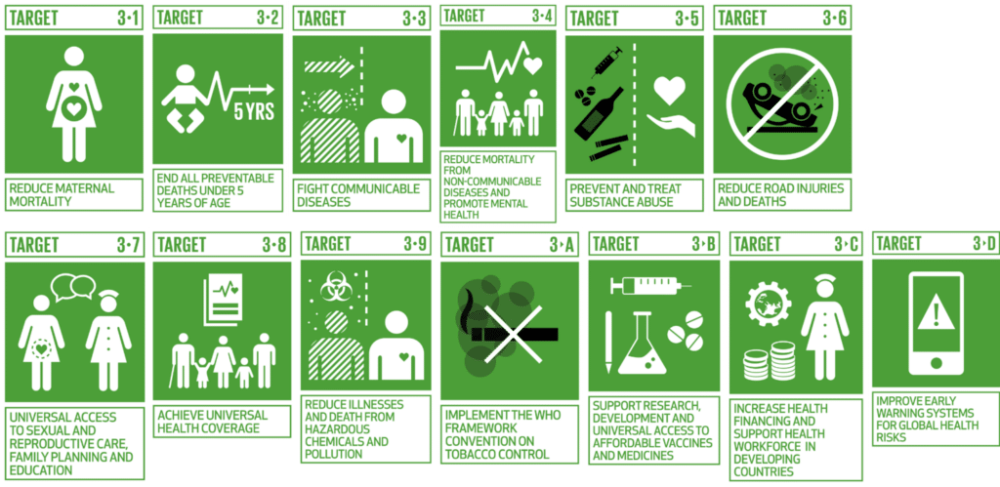 TARGET 3·1
REDUCE MATERNAL
MORTALITY
TARGET 3·2
5 YRS
END ALL PREVENTABLE
DEATHS UNDER 5
YEARS OF AGE
TARGET 3·3
FIGHT COMMUNICABLE
DISEASES
TARGET 3·4
REDUCE MORTALITY
FROM
NON-COMMUNICABLE
DISEASES AND
PROMOTE MENTAL
HEALTH
TARGET 3·5
PREVENT AND TREAT
SUBSTANCE ABUSE
TARGET 3·6
REDUCE ROAD INJURIES
AND DEATHS
TARGET 3·7
UNIVERSAL ACCESS
TO SEXUAL AND
REPRODUCTIVE CARE,
FAMILY PLANNING AND
EDUCATION
TARGET 3·8
ACHIEVE UNIVERSAL
HEALTH COVERAGE
TARGET 3·9
REDUCE ILLNESSES
AND DEATH FROM
HAZARDOUS
CHEMICALS AND
POLLUTION
TARGET 3▸A
IMPLEMENT THE WHO
FRAMEWORK
CONVENTION ON
TOBACCO CONTROL
TARGET 3▸B
SUPPORT RESEARCH,
DEVELOPMENT AND
UNIVERSAL ACCESS TO
AFFORDABLE VACCINES
AND MEDICINES
TARGET 3▸C
INCREASE HEALTH
FINANCING AND
SUPPORT HEALTH
WORKFORCE IN
DEVELOPING
COUNTRIES
TARGET 3▸D
IMPROVE EARLY
WARNING SYSTEMS
FOR GLOBAL HEALTH
RISKS